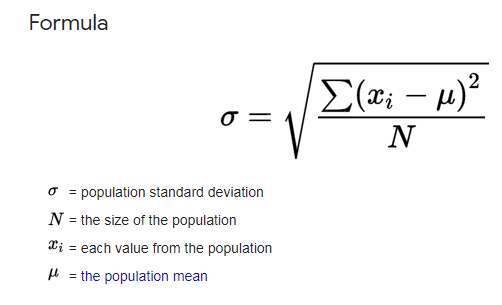 Formula
σ = √(∑(xᵢ − μ)² / N)
σ = population standard deviation
N = the size of the population
xᵢ = each value from the population
μ = the population mean